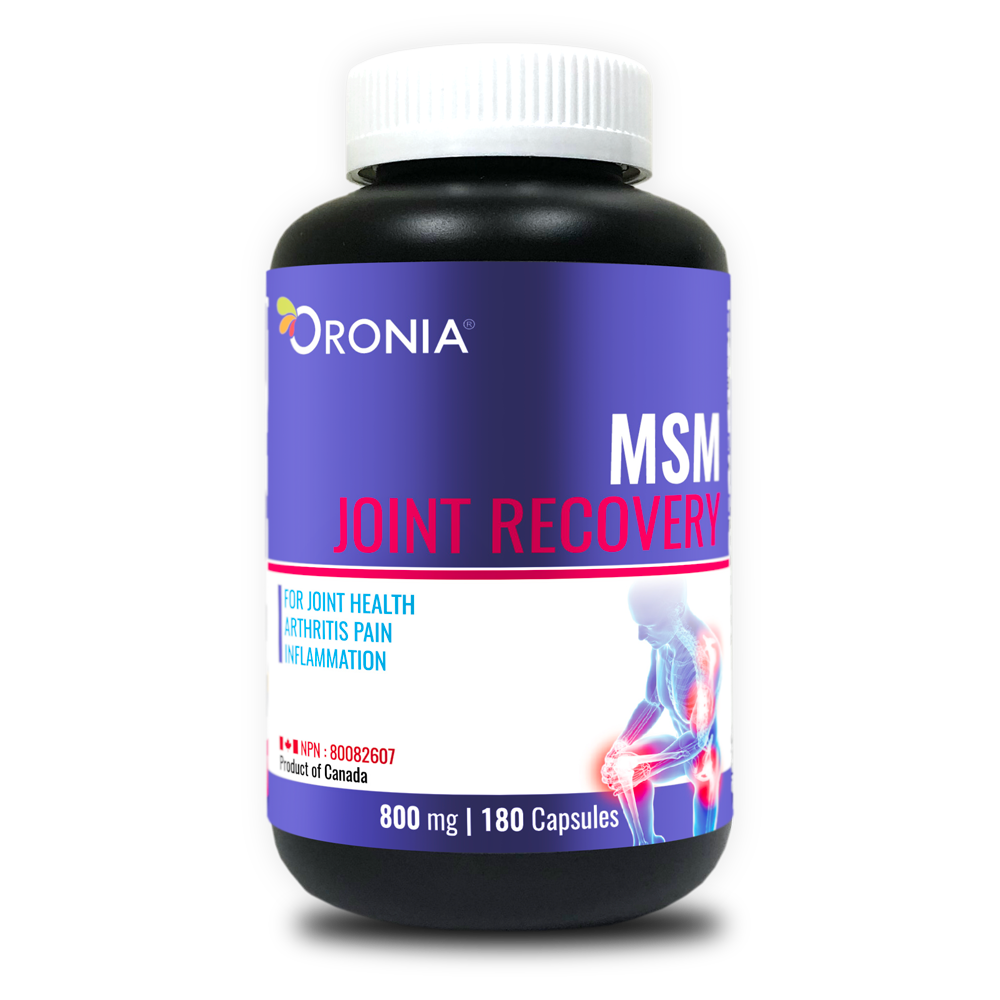 ORONIA®
MSM
JOINT RECOVERY
FOR JOINT HEALTH
ARTHRITIS PAIN
INFLAMMATION
NPN : 80082607
Product of Canada
800 mg | 180 Capsules